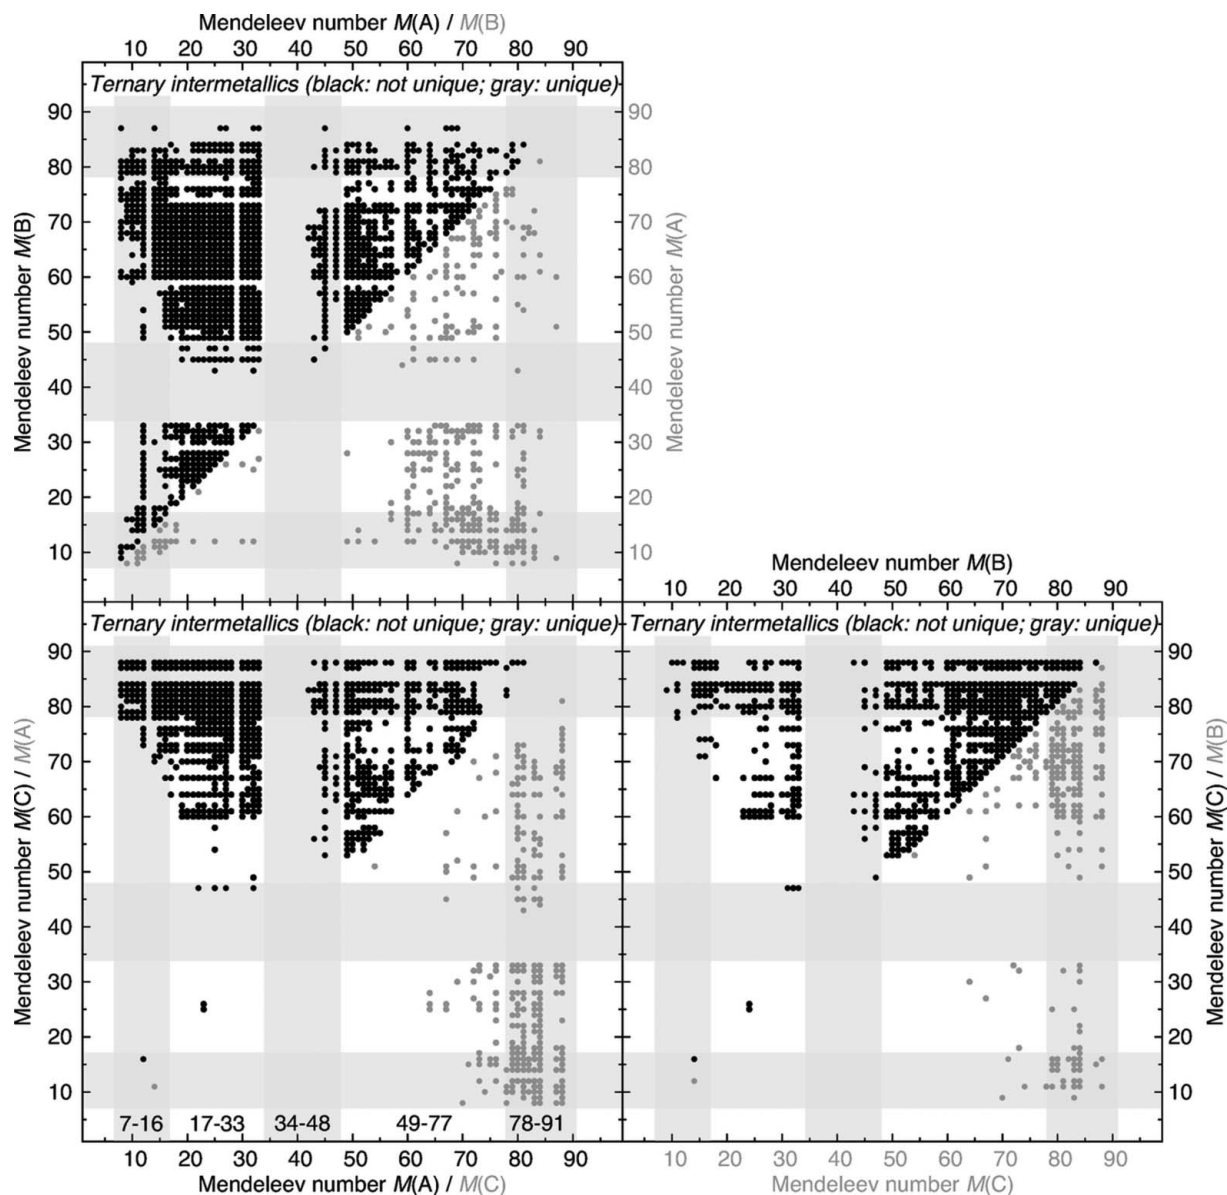 Mendeleev number M(A) / M(B)
10 20 30 40 50 60 70 80 90
Ternary intermetallics (black: not unique; gray: unique)
90 90
80 80
70 70
60 60
50 50
40 40
30 30
20 20
10 10
Mendeleev number M(B)
Mendeleev number M(A)
Mendeleev number M(B)
10 20 30 40 50 60 70 80 90
Ternary intermetallics (black: not unique; gray: unique)
Ternary intermetallics (black: not unique; gray: unique)
90 90
80 80
70 70
60 60
50 50
40 40
30 30
20 20
10 10
Mendeleev number M(C) / M(A)
Mendeleev number M(C) / M(B)
7-16 17-33 34-48 49-77 78-91
10 20 30 40 50 60 70 80 90
10 20 30 40 50 60 70 80 90
Mendeleev number M(A) / M(C)
Mendeleev number M(C)